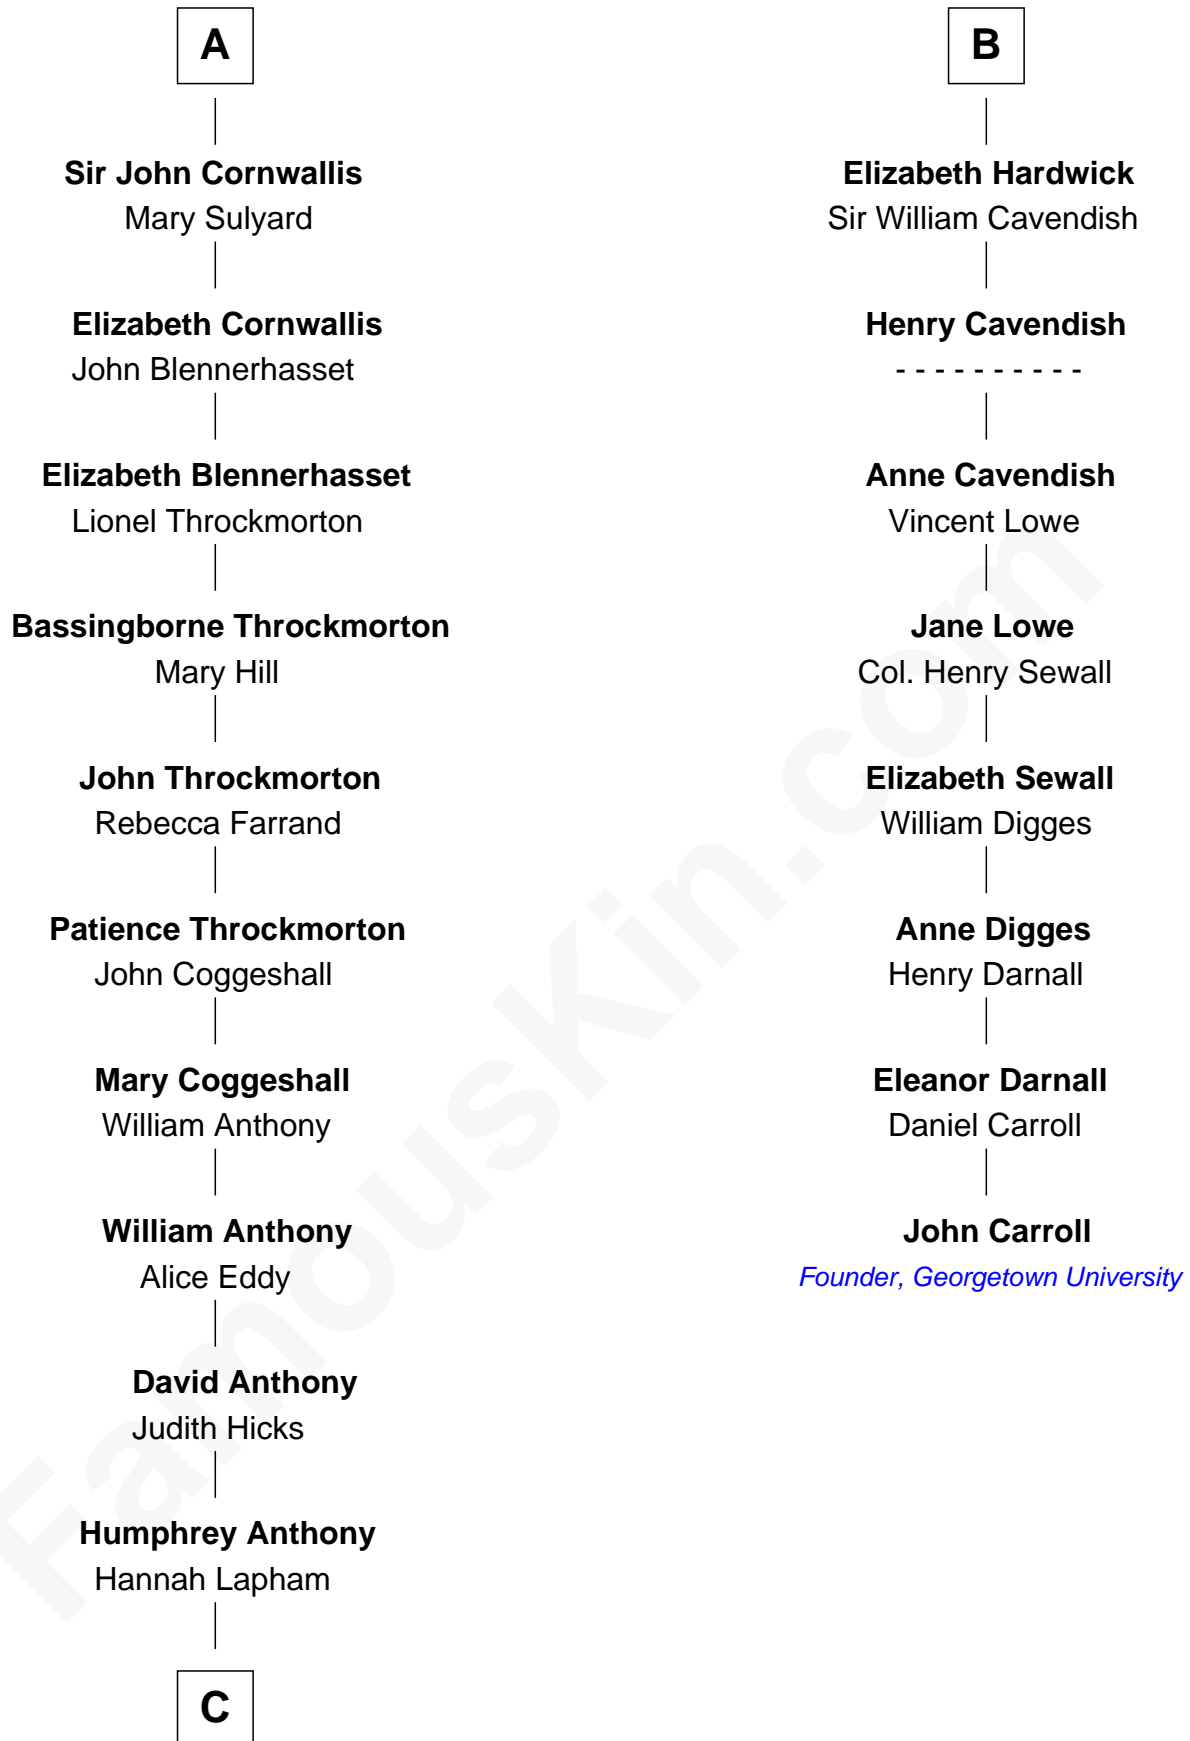 A
Sir John Cornwallis
Mary Sulyard
Elizabeth Cornwallis
John Blennerhasset
Elizabeth Blennerhasset
Lionel Throckmorton
Bassingborne Throckmorton
Mary Hill
John Throckmorton
Rebecca Farrand
Patience Throckmorton
John Coggeshall
Mary Coggeshall
William Anthony
William Anthony
Alice Eddy
David Anthony
Judith Hicks
Humphrey Anthony
Hannah Lapham
C
B
Elizabeth Hardwick
Sir William Cavendish
Henry Cavendish
- - - - - - - - - -
Anne Cavendish
Vincent Lowe
Jane Lowe
Col. Henry Sewall
Elizabeth Sewall
William Digges
Anne Digges
Henry Darnall
Eleanor Darnall
Daniel Carroll
John Carroll
Founder, Georgetown University
FamousKin.com